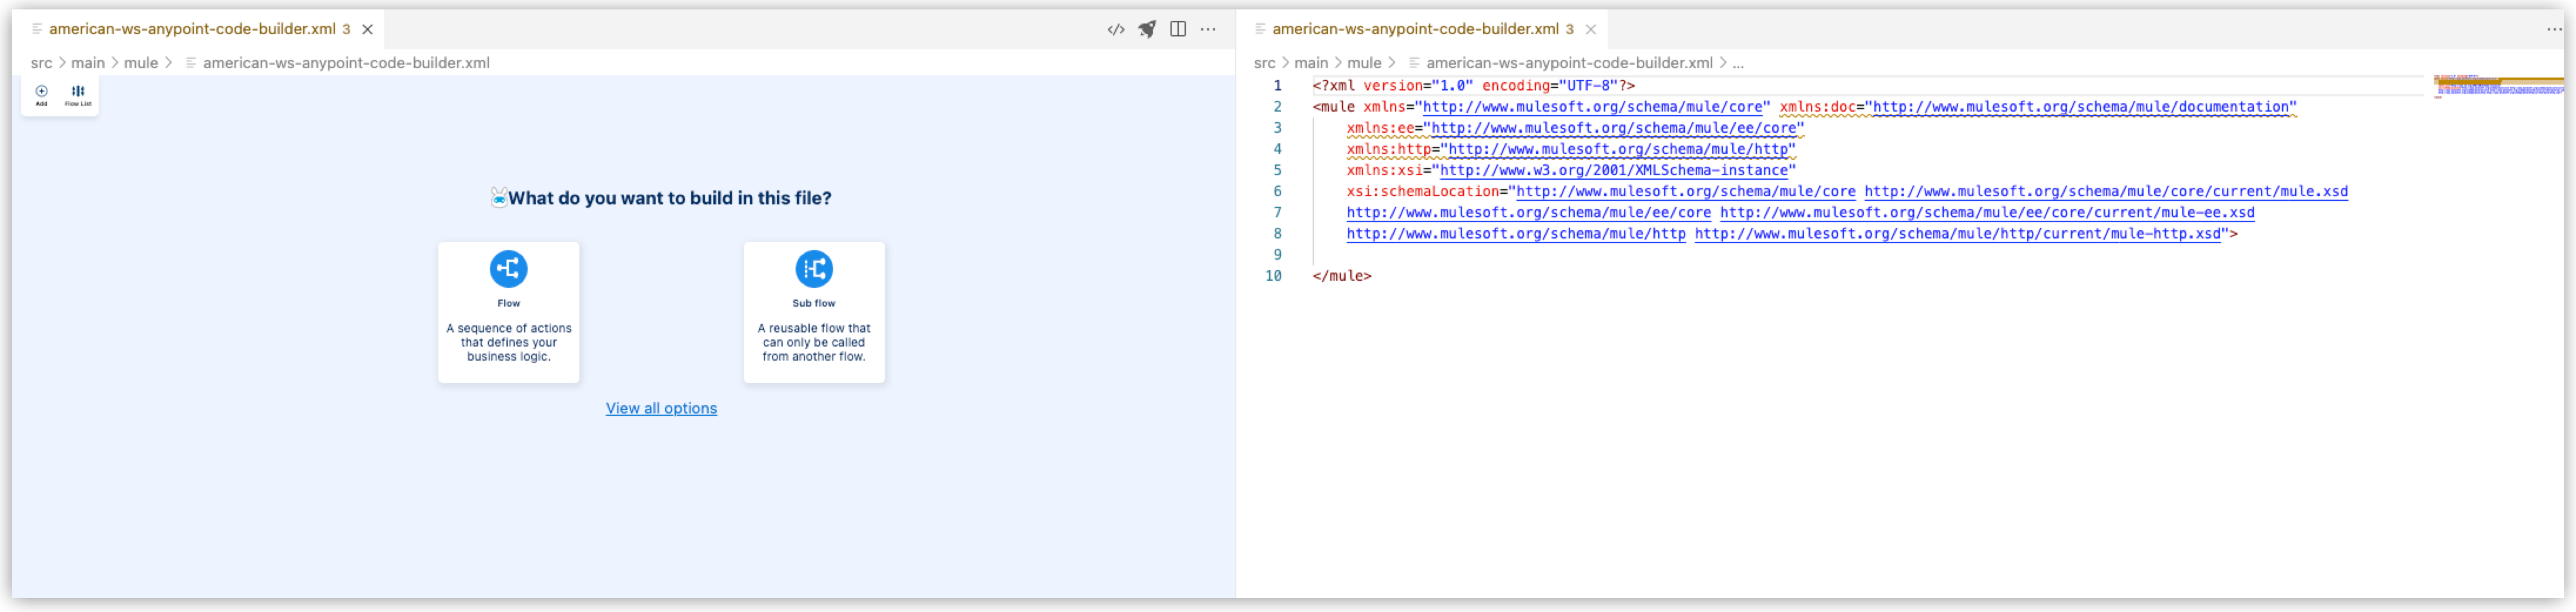 american-ws-anypoint-code-builder.xml 3
src > main > mule > american-ws-anypoint-code-builder.xml
Add
Flow List
What do you want to build in this file?
Flow
A sequence of actions
that defines your
business logic.
Sub flow
A reusable flow that
can only be called
from another flow.
View all options
american-ws-anypoint-code-builder.xml 3
src > main > mule > american-ws-anypoint-code-builder.xml > ...
1 <?xml version="1.0" encoding="UTF-8"?>
2 <mule xmlns="http://www.mulesoft.org/schema/mule/core" xmlns:doc="http://www.mulesoft.org/schema/mule/documentation"
3 xmlns:ee="http://www.mulesoft.org/schema/mule/ee/core"
4 xmlns:http="http://www.mulesoft.org/schema/mule/http"
5 xmlns:xsi="http://www.w3.org/2001/XMLSchema-instance"
6 xsi:schemaLocation="http://www.mulesoft.org/schema/mule/core http://www.mulesoft.org/schema/mule/core/current/mule.xsd
7 http://www.mulesoft.org/schema/mule/ee/core http://www.mulesoft.org/schema/mule/ee/core/current/mule-ee.xsd
8 http://www.mulesoft.org/schema/mule/http http://www.mulesoft.org/schema/mule/http/current/mule-http.xsd">
9
10 </mule>